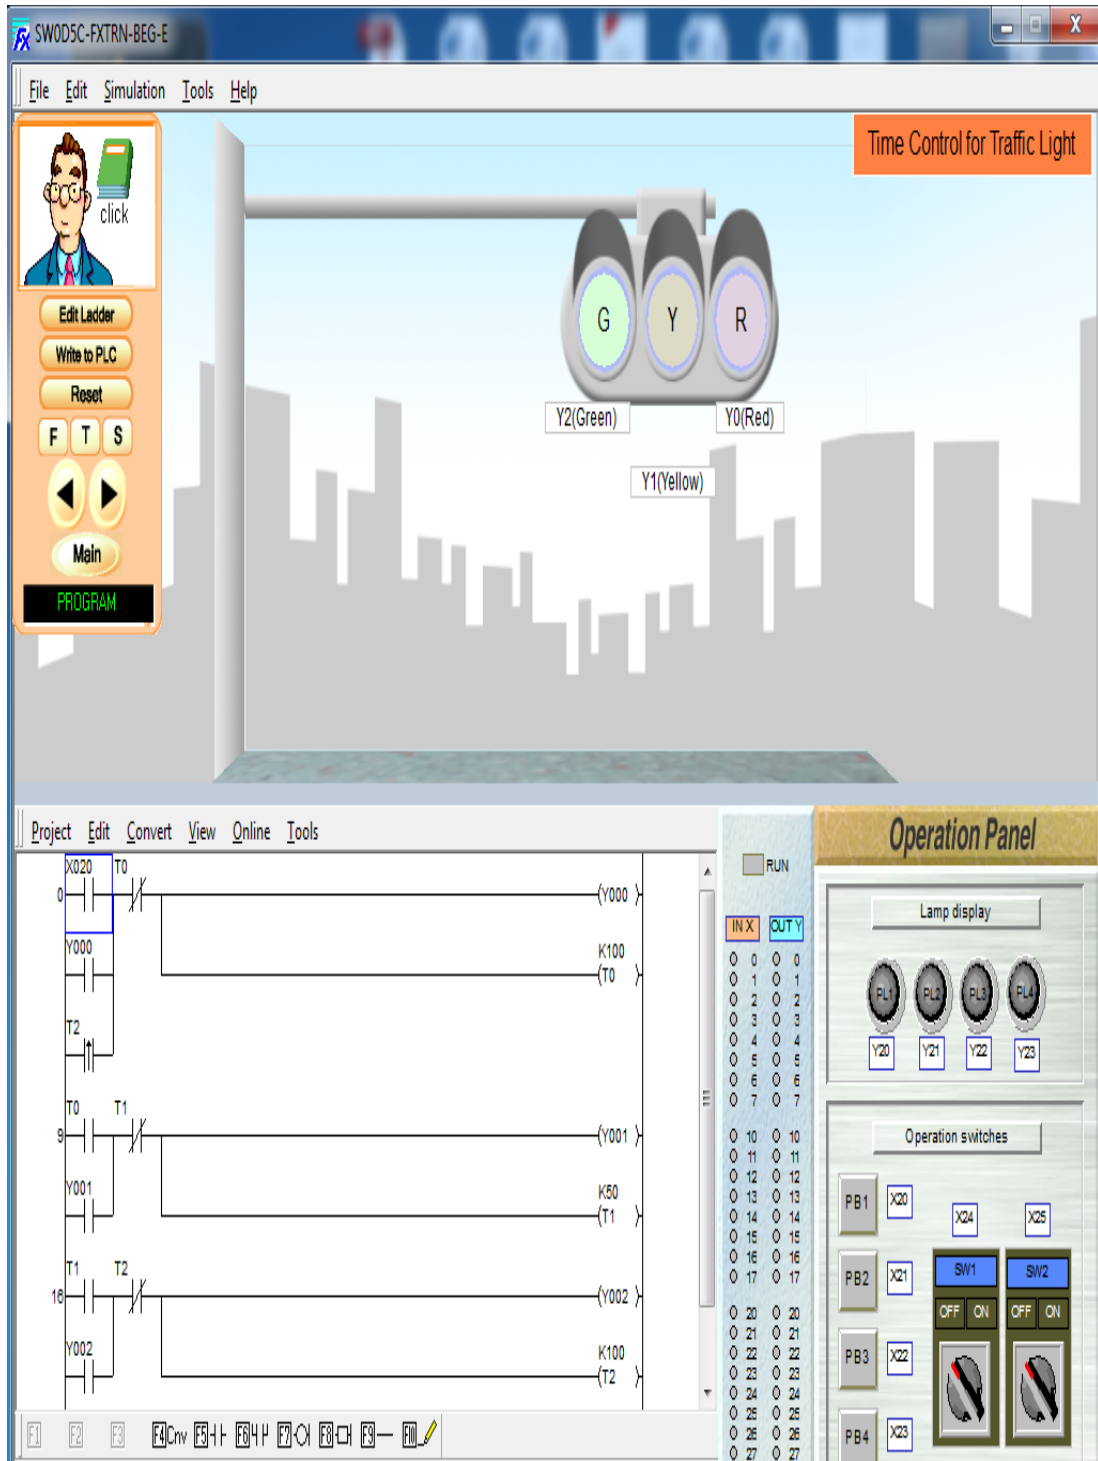 SW0D5C-FXTRN-BEG-E
File Edit Simulation Tools Help
Time Control for Traffic Light
click
Edit Ladder
Write to PLC
Reset
F T S
Main
PROGRAM
G Y R
Y2(Green) Y0(Red)
Y1(Yellow)
Project Edit Convert View Online Tools
X020 T0
0 (Y000 )
Y000 K100
(T0 )
T2
T0 T1
9 (Y001 )
Y001 K50
(T1 )
T1 T2
16 (Y002 )
Y002 K100
(T2 )
F1 F2 F3 F4 Cnv F5 F6 F7 F8 F9 F10
RUN
IN X OUT Y
0 0
1 1
2 2
3 3
4 4
5 5
6 6
7 7
10 10
11 11
12 12
13 13
14 14
15 15
16 16
17 17
20 20
21 21
22 22
23 23
24 24
25 25
26 26
27 27
Operation Panel
Lamp display
PL1 PL2 PL3 PL4
Y20 Y21 Y22 Y23
Operation switches
PB1 X20
X24 X25
PB2 X21
SW1 SW2
OFF ON OFF ON
PB3 X22
PB4 X23